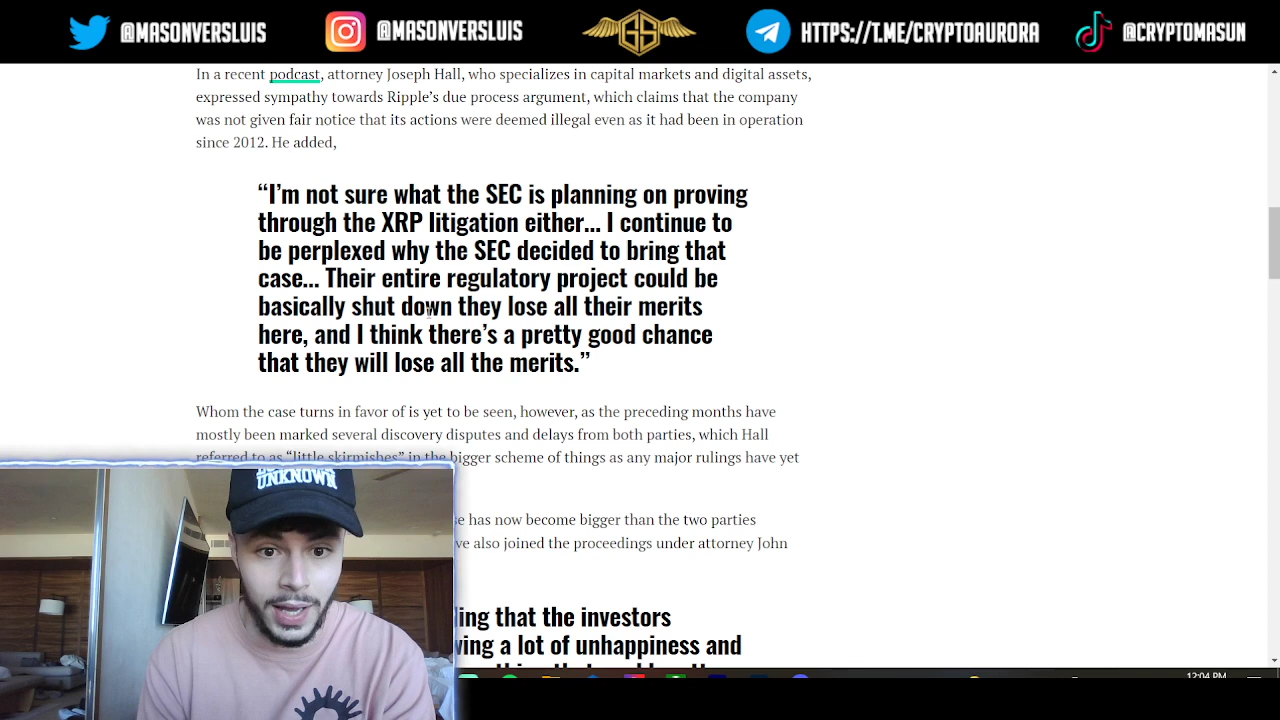 @MASONVERSLUIS
@MASONVERSLUIS
GS
HTTPS://T.ME/CRYPTOAURORA
@CRYPTOMASUN
In a recent podcast, attorney Joseph Hall, who specializes in capital markets and digital assets,
expressed sympathy towards Ripple’s due process argument, which claims that the company
was not given fair notice that its actions were deemed illegal even as it had been in operation
since 2012. He added,
“I’m not sure what the SEC is planning on proving
through the XRP litigation either... I continue to
be perplexed why the SEC decided to bring that
case... Their entire regulatory project could be
basically shut down they lose all their merits
here, and I think there’s a pretty good chance
that they will lose all the merits.”
Whom the case turns in favor of is yet to be seen, however, as the preceding months have
mostly been marked several discovery disputes and delays from both parties, which Hall
referred to as “little skirmishes” in the bigger scheme of things as any major rulings have yet
has now become bigger than the two parties
also joined the proceedings under attorney John
that the investors
a lot of unhappiness and
UNKNOWN
12:04 PM